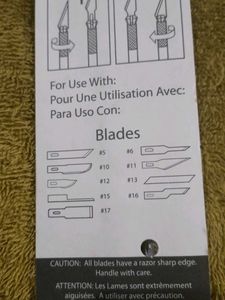 For Use With:
Pour Une Utilisation Avec:
Para Uso Con:
Blades
#5 #6
#10 #11
#12 #13
#15 #16
#17
CAUTION: All blades have a razor sharp edge.
Handle with care.
ATTENTION: Les Lames sont extrêmement
aiguisées. A utiliser avec précaution.